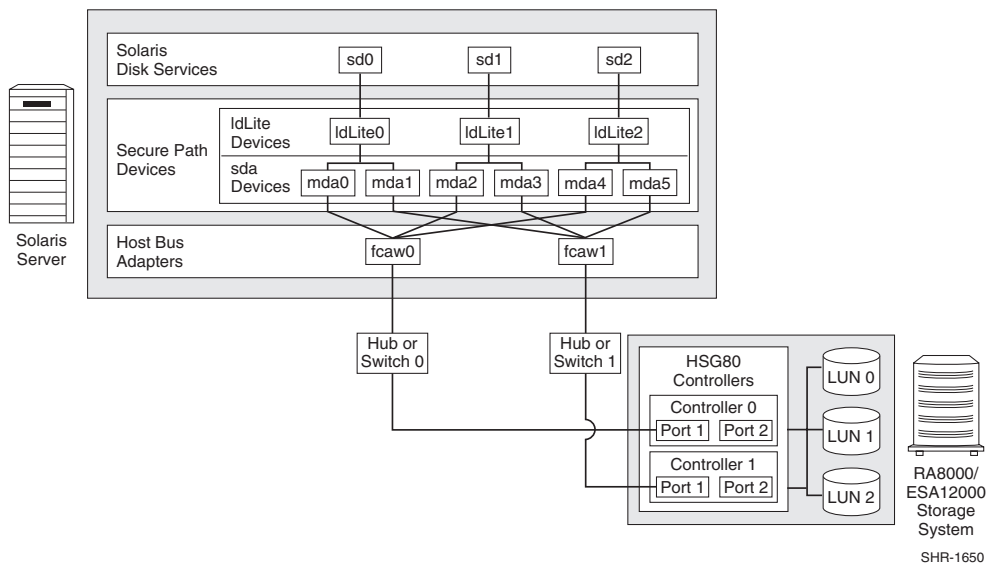 Solaris
Disk Services
sd0
sd1
sd2
Secure Path
Devices
ldLite
Devices
ldLite0
ldLite1
ldLite2
sda
Devices
mda0
mda1
mda2
mda3
mda4
mda5
Host Bus
Adapters
fcaw0
fcaw1
Solaris
Server
Hub or
Switch 0
Hub or
Switch 1
HSG80
Controllers
Controller 0
Port 1
Port 2
Controller 1
Port 1
Port 2
LUN 0
LUN 1
LUN 2
RA8000/
ESA12000
Storage
System
SHR-1650